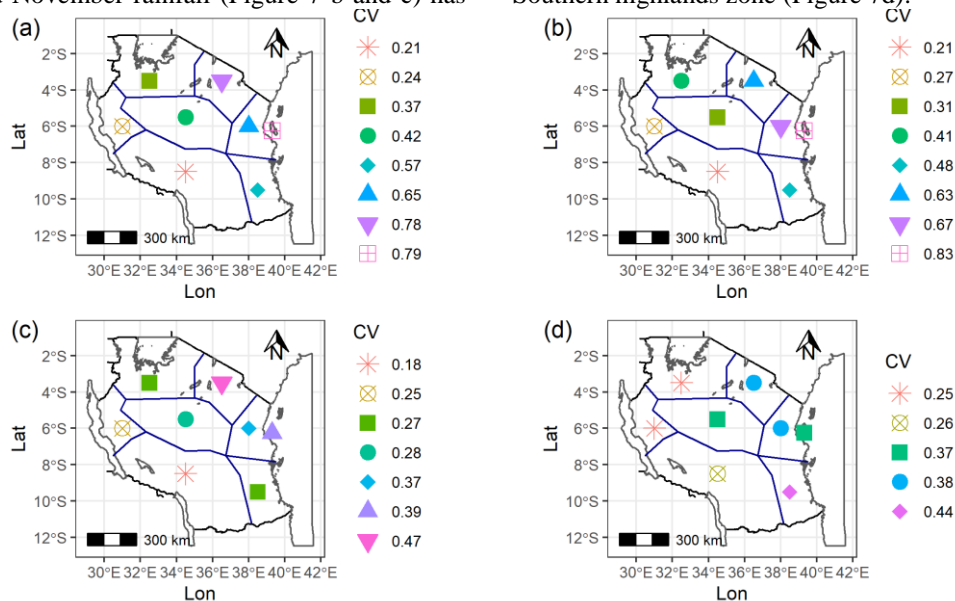 November rainfall (Figure 7 b and c) has
Southern highlands zone (Figure 7d).
(a)
N
2°S
4°S
6°S
8°S
10°S
12°S
Lat
300 km
30°E 32°E 34°E 36°E 38°E 40°E 42°E
Lon
CV
0.21
0.24
0.37
0.42
0.57
0.65
0.78
0.79
(b)
N
2°S
4°S
6°S
8°S
10°S
12°S
Lat
300 km
30°E 32°E 34°E 36°E 38°E 40°E 42°E
Lon
CV
0.21
0.27
0.31
0.41
0.48
0.63
0.67
0.83
(c)
N
2°S
4°S
6°S
8°S
10°S
12°S
Lat
300 km
30°E 32°E 34°E 36°E 38°E 40°E 42°E
Lon
CV
0.18
0.25
0.27
0.28
0.37
0.39
0.47
(d)
N
2°S
4°S
6°S
8°S
10°S
12°S
Lat
300 km
30°E 32°E 34°E 36°E 38°E 40°E 42°E
Lon
CV
0.25
0.26
0.37
0.38
0.44